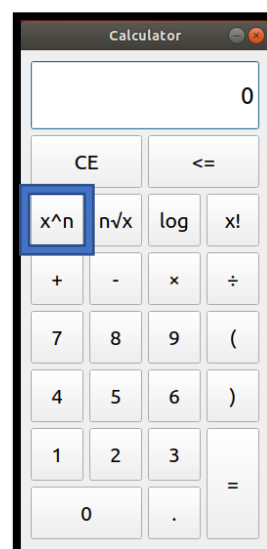 Calculator
0
CE <=
x^n n√x log x!
+ - × ÷
7 8 9 (
4 5 6 )
1 2 3 =
0 .